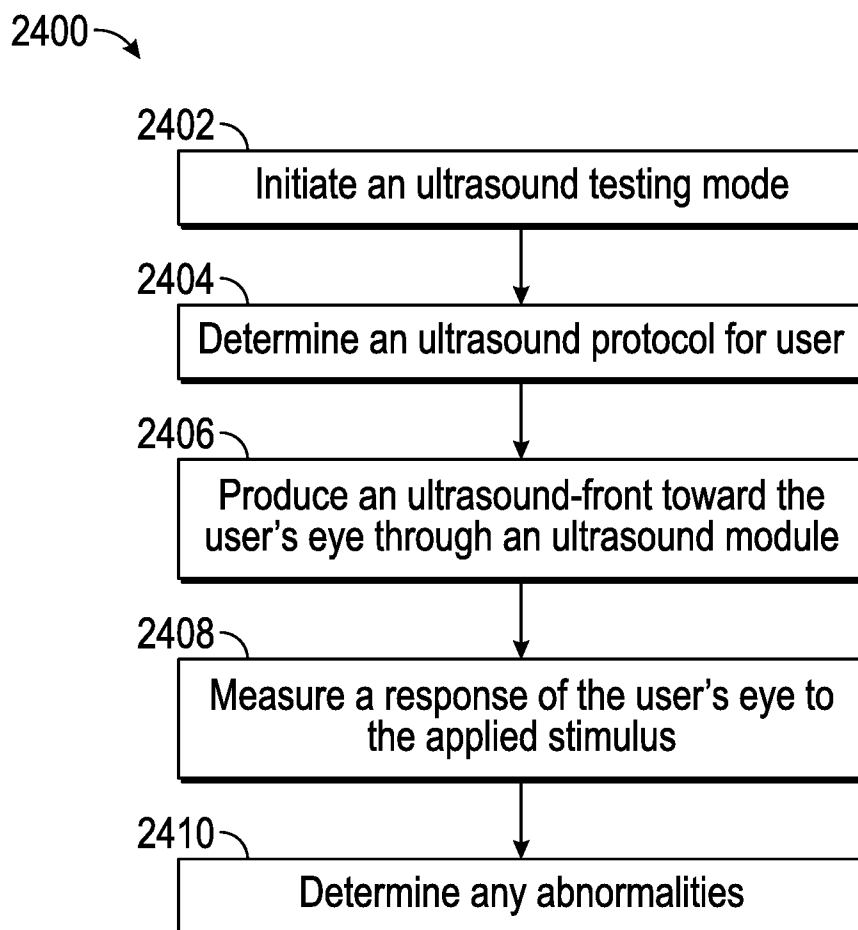 2400
2402
Initiate an ultrasound testing mode
2404
Determine an ultrasound protocol for user
2406
Produce an ultrasound-front toward the
user's eye through an ultrasound module
2408
Measure a response of the user's eye to
the applied stimulus
2410
Determine any abnormalities